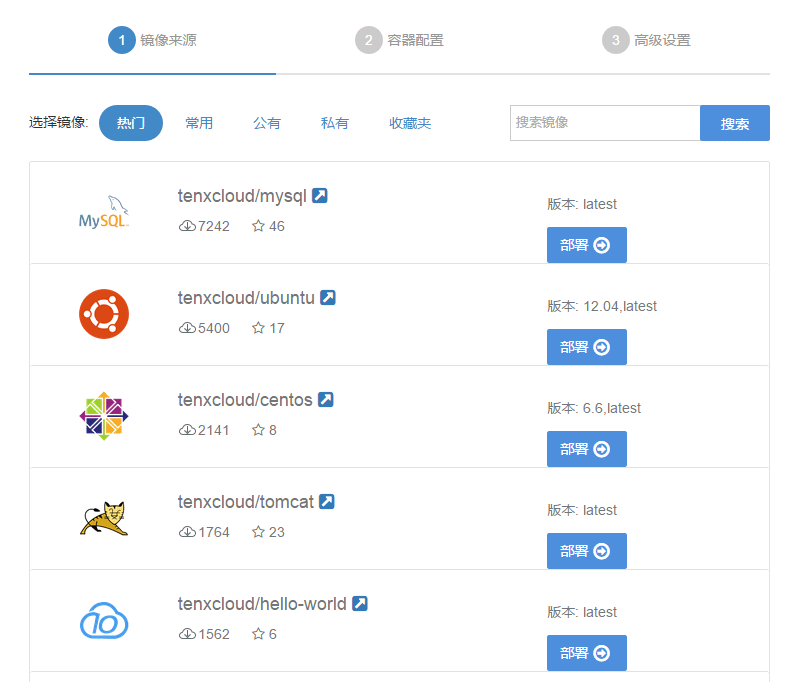 1 镜像来源 2 容器配置 3 高级设置
选择镜像: 热门 常用 公有 私有 收藏夹 搜索镜像 搜索
MySQL
tenxcloud/mysql
7242 46
版本: latest
部署
tenxcloud/ubuntu
5400 17
版本: 12.04,latest
部署
tenxcloud/centos
2141 8
版本: 6.6,latest
部署
tenxcloud/tomcat
1764 23
版本: latest
部署
10
tenxcloud/hello-world
1562 6
版本: latest
部署